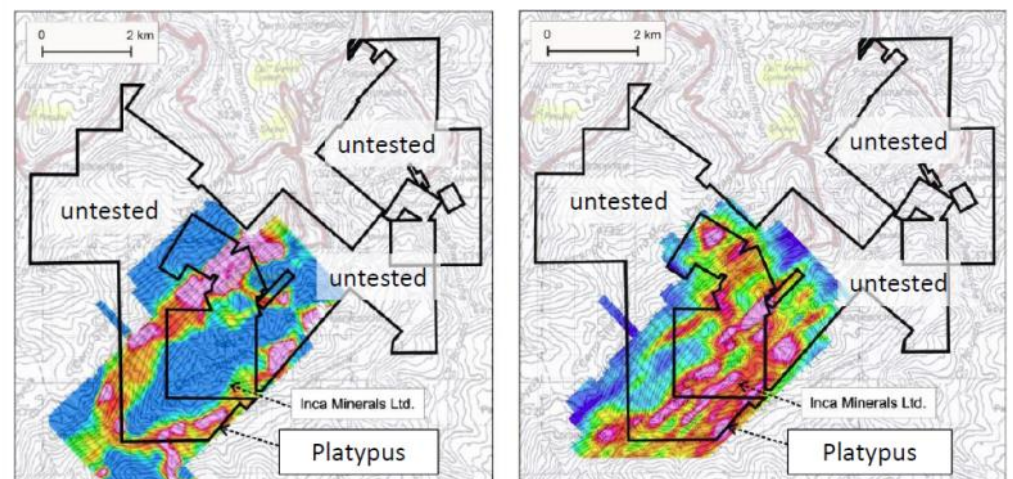 0 2 km
untested
untested
untested
Inca Minerals Ltd.
Platypus
0 2 km
untested
untested
untested
Inca Minerals Ltd.
Platypus